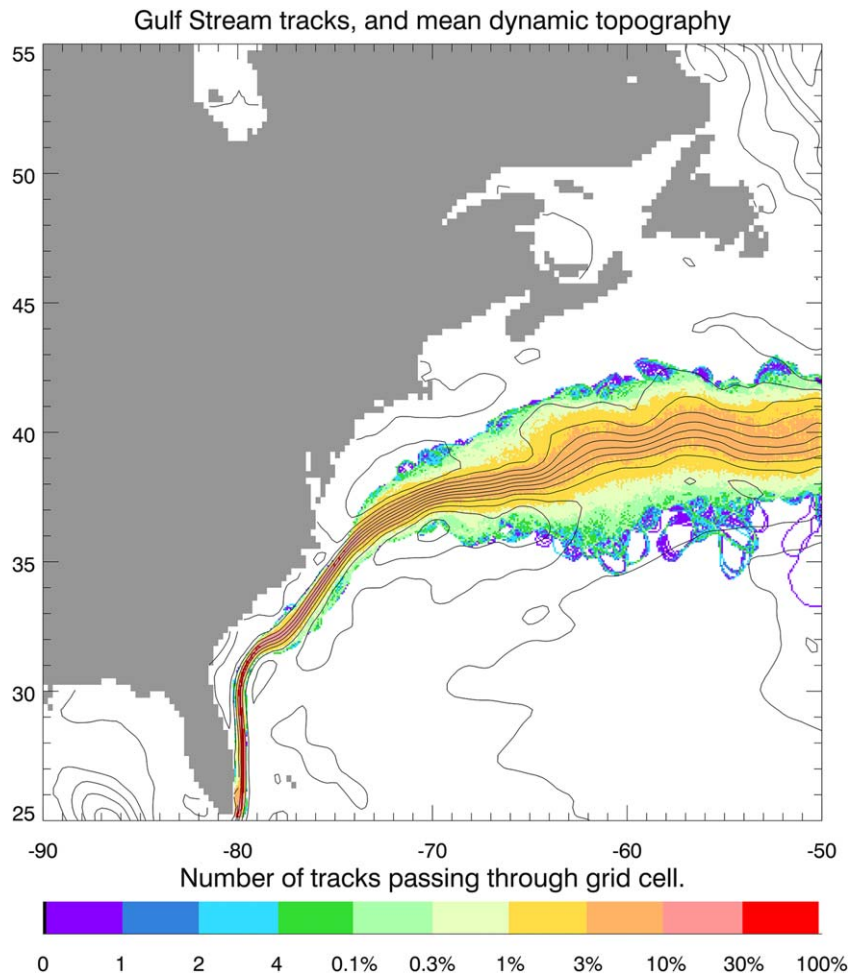 Gulf Stream tracks, and mean dynamic topography
55
50
45
40
35
30
25
-90 -80 -70 -60 -50
Number of tracks passing through grid cell.
0 1 2 4 0.1% 0.3% 1% 3% 10% 30% 100%